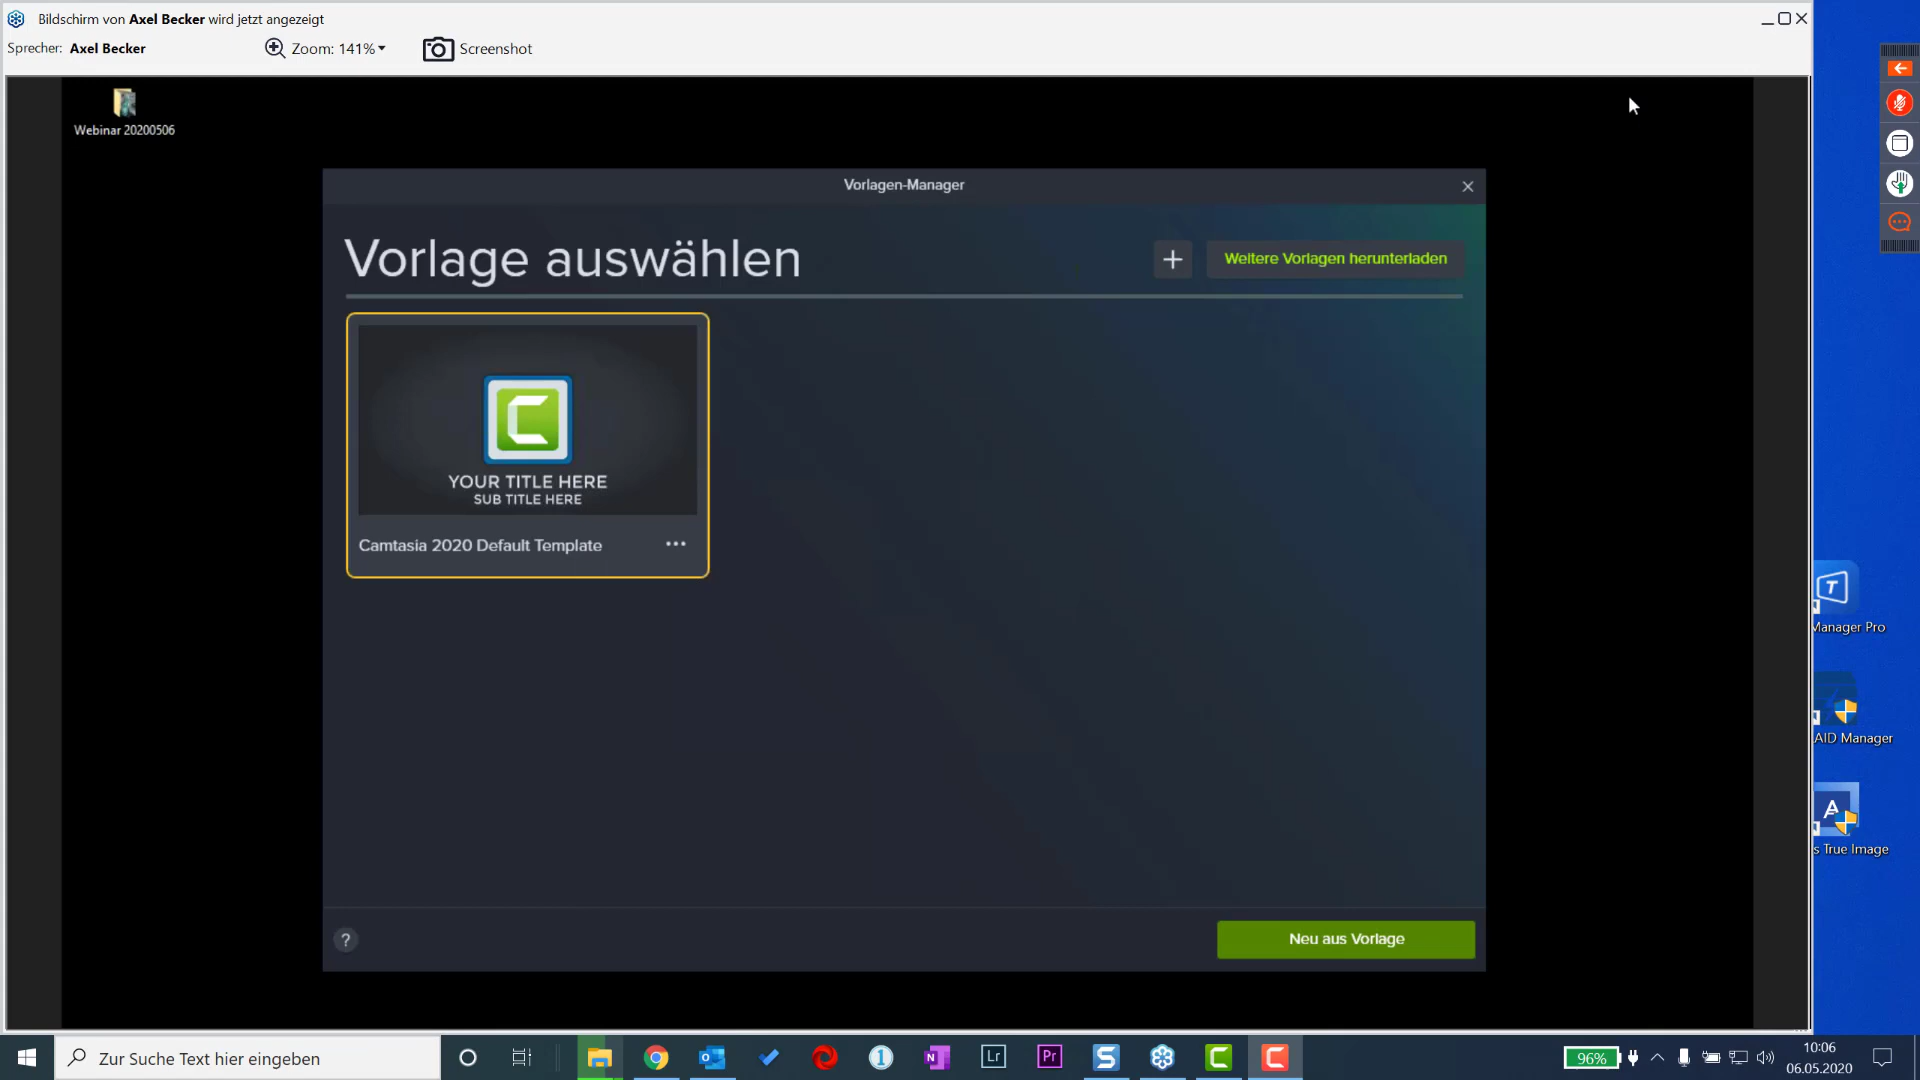 Bildschirm von Axel Becker wird jetzt angezeigt
Sprecher: Axel Becker
Zoom: 141%
Screenshot
Webinar 20200506
Vorlagen-Manager
Vorlage auswählen
Weitere Vorlagen herunterladen
YOUR TITLE HERE
SUB TITLE HERE
Camtasia 2020 Default Template
Manager Pro
AID Manager
s True Image
?
Neu aus Vorlage
Zur Suche Text hier eingeben
Lr
Pr
96%
10:06
06.05.2020